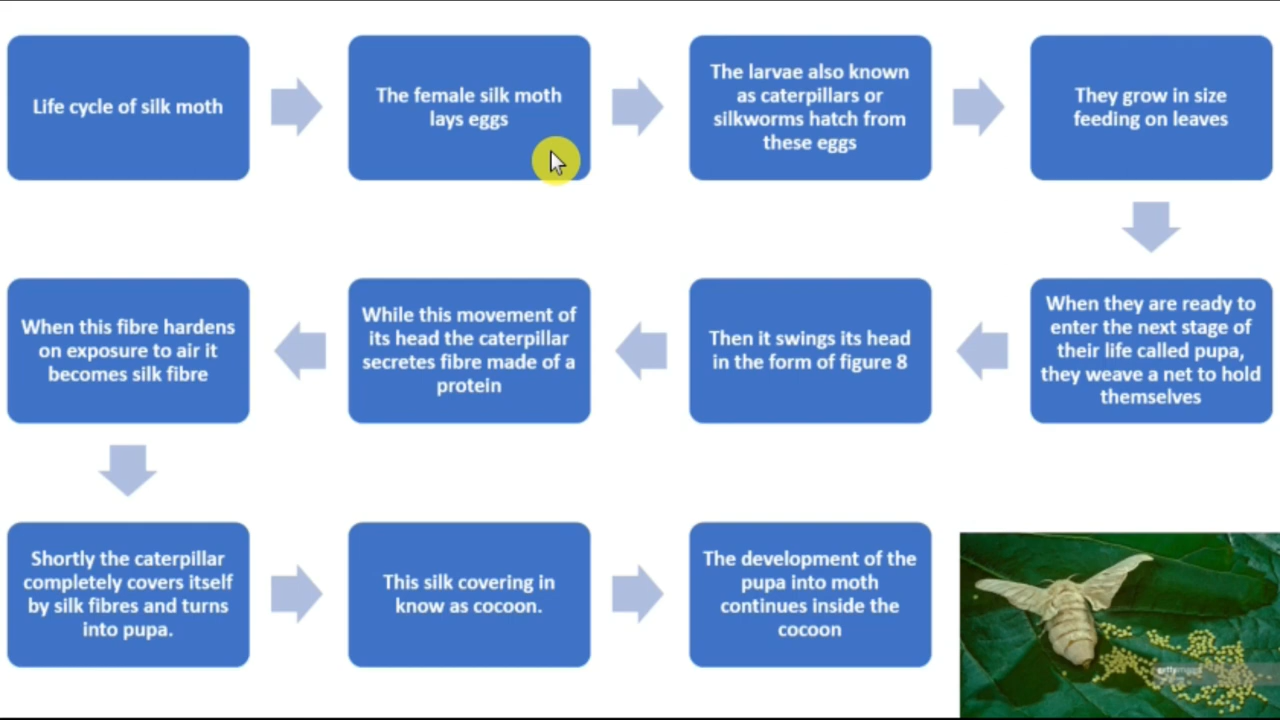 Life cycle of silk moth
The female silk moth
lays eggs
The larvae also known
as caterpillars or
silkworms hatch from
these eggs
They grow in size
feeding on leaves
When they are ready to
enter the next stage of
their life called pupa,
they weave a net to hold
themselves
Then it swings its head
in the form of figure 8
While this movement of
its head the caterpillar
secretes fibre made of a
protein
When this fibre hardens
on exposure to air it
becomes silk fibre
Shortly the caterpillar
completely covers itself
by silk fibres and turns
into pupa.
This silk covering in
know as cocoon.
The development of the
pupa into moth
continues inside the
cocoon